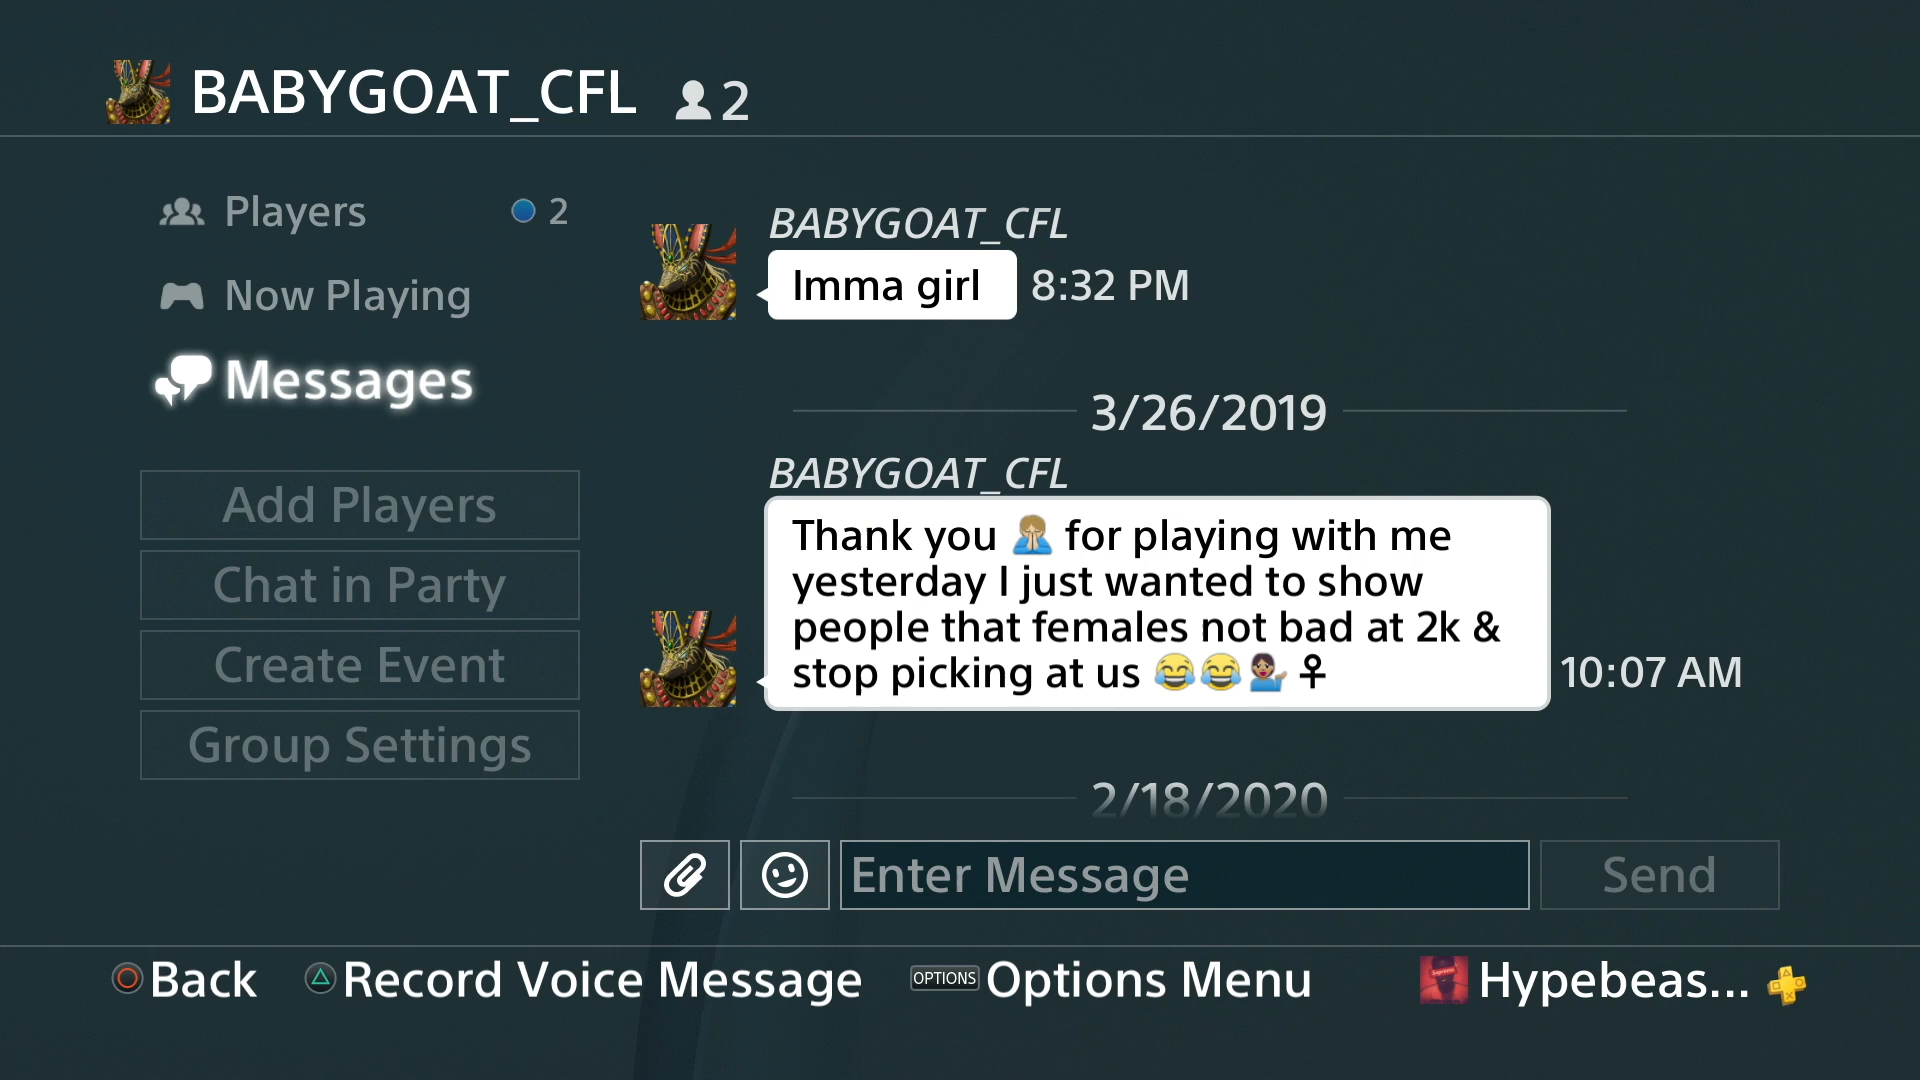 BABYGOAT_CFL 2
Players 2
Now Playing
Messages
Add Players
Chat in Party
Create Event
Group Settings
BABYGOAT_CFL
Imma girl 8:32 PM
3/26/2019
BABYGOAT_CFL
Thank you 🤦🏼 for playing with me
yesterday I just wanted to show
people that females not bad at 2k &
stop picking at us 😂😂💁🏽♀ 10:07 AM
2/18/2020
Enter Message
Send
Back
Record Voice Message
OPTIONS Options Menu
Hypebeas...